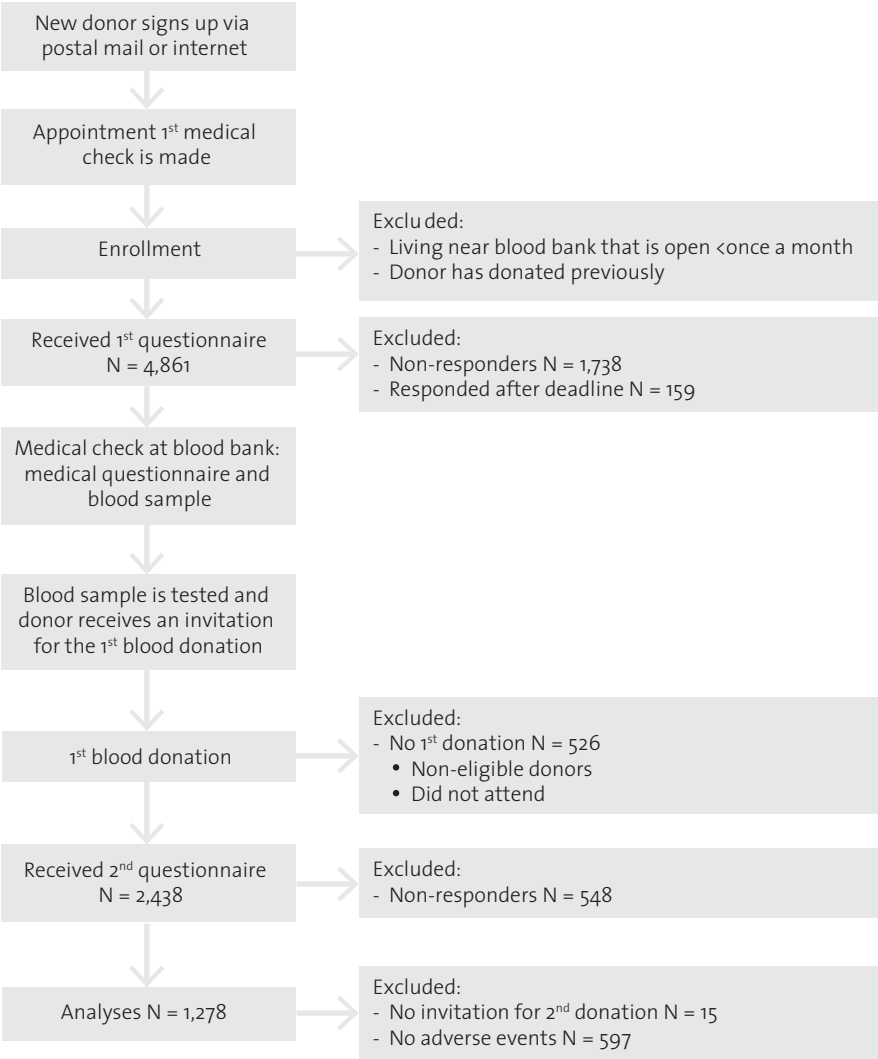 New donor signs up via
postal mail or internet
Appointment 1st medical
check is made
Enrollment
Excluded:
- Living near blood bank that is open <once a month
- Donor has donated previously
Received 1st questionnaire
N = 4,861
Excluded:
- Non-responders N = 1,738
- Responded after deadline N = 159
Medical check at blood bank:
medical questionnaire and
blood sample
Blood sample is tested and
donor receives an invitation
for the 1st blood donation
1st blood donation
Excluded:
- No 1st donation N = 526
• Non-eligible donors
• Did not attend
Received 2nd questionnaire
N = 2,438
Excluded:
- Non-responders N = 548
Analyses N = 1,278
Excluded:
- No invitation for 2nd donation N = 15
- No adverse events N = 597